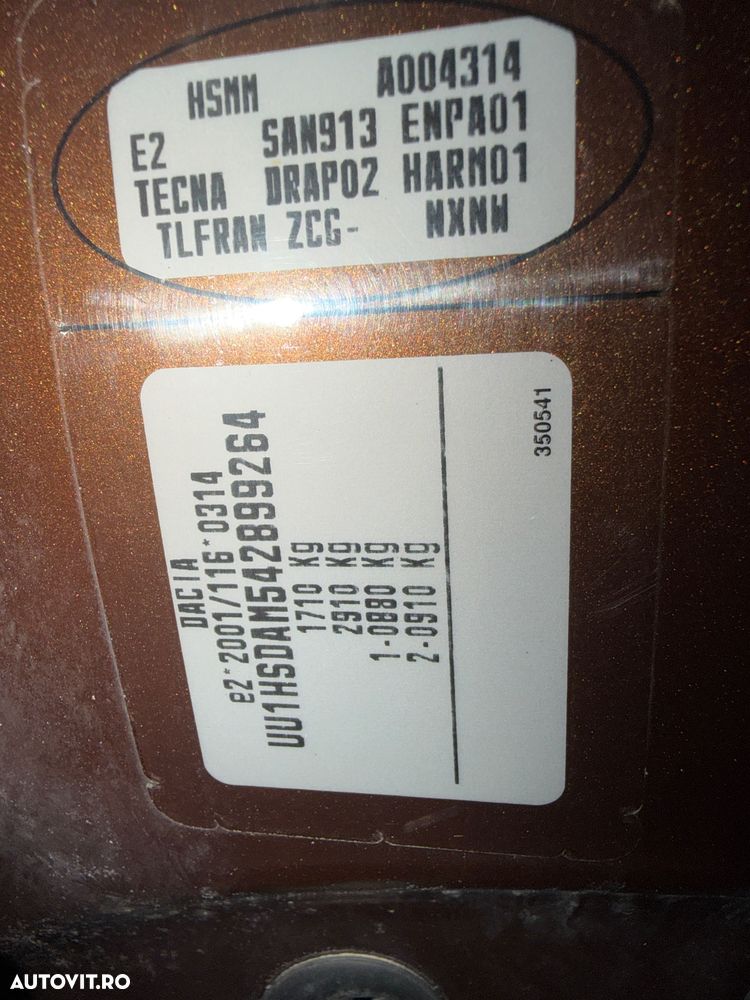 HSMM A004314
E2 SAN913 ENPA01
TECNA DRAP02 HARM01
TLFRAN ZCG- NXNW
DACIA
e2*2001/116*0314
UU1HSDAM542899264
1710 Kg
2910 Kg
1-0880 Kg
2-0910 Kg
350541
AUTOVIT.RO